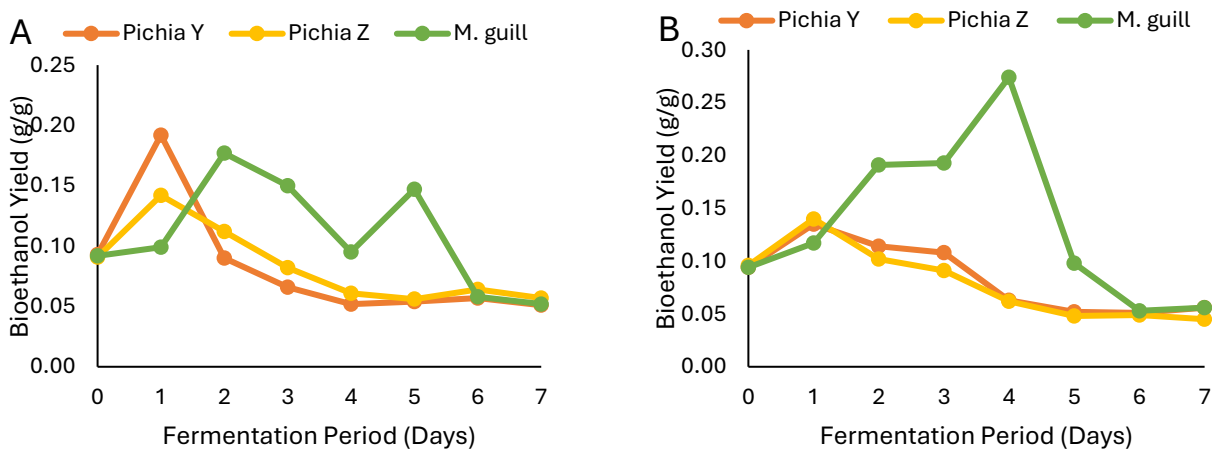 A
Pichia Y Pichia Z M. guill
Bioethanol Yield (g/g)
0.25
0.20
0.15
0.10
0.05
0.00
0 1 2 3 4 5 6 7
Fermentation Period (Days)
B
Pichia Y Pichia Z M. guill
Bioethanol Yield (g/g)
0.30
0.25
0.20
0.15
0.10
0.05
0.00
0 1 2 3 4 5 6 7
Fermentation Period (Days)